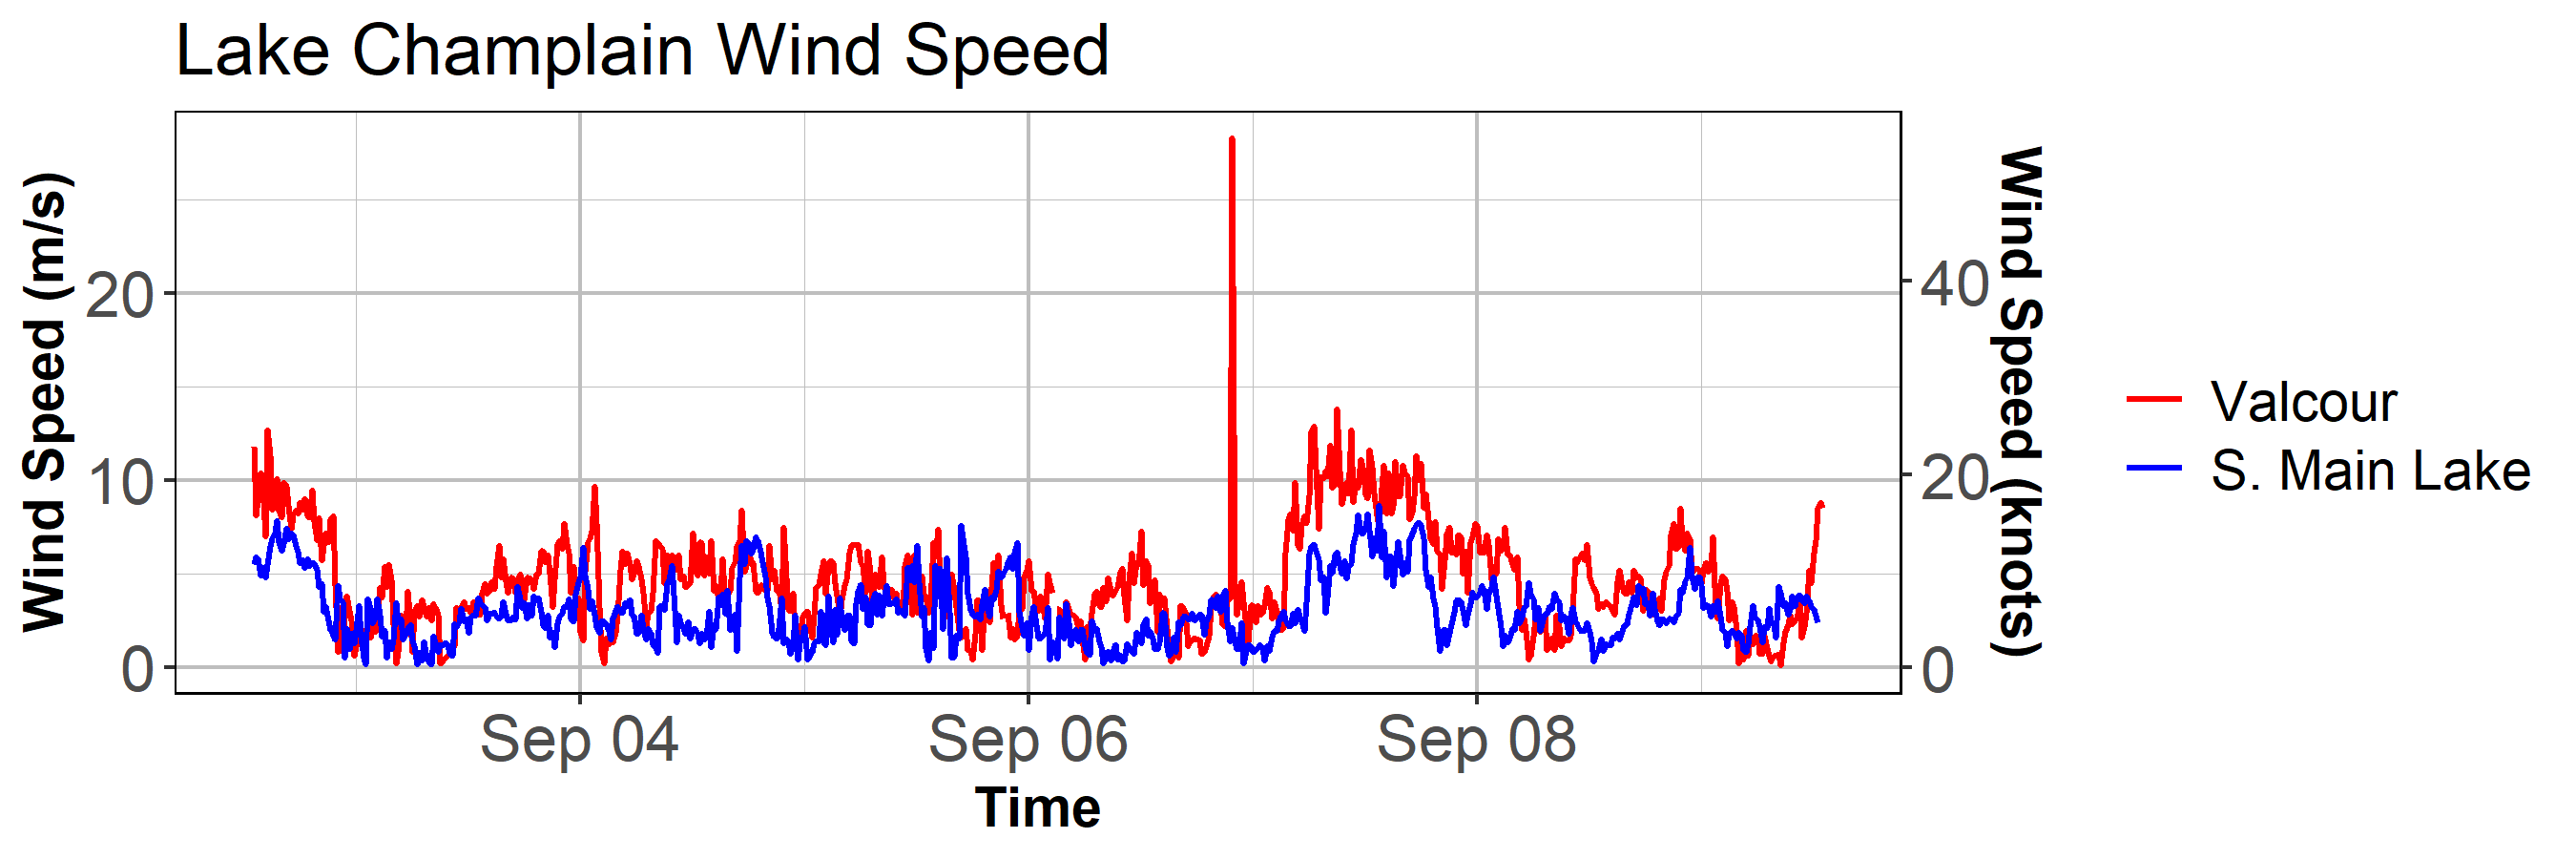 Lake Champlain Wind Speed
Wind Speed (m/s)
20
10
0
40
20
0
Wind Speed (knots)
Sep 04
Sep 06
Sep 08
Time
Valcour
S. Main Lake